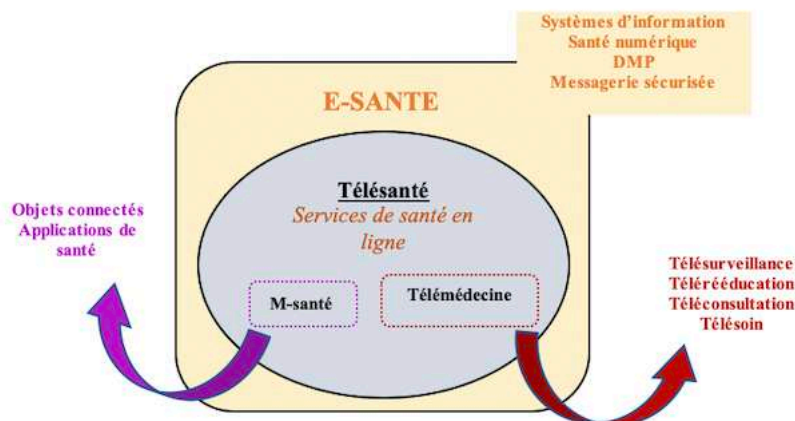 Systèmes d'information
Santé numérique
DMP
Messagerie sécurisée
E-SANTE
Télésanté
Services de santé en
ligne
Objets connectés
Applications de
santé
M-santé
Télémédecine
Télésurveillance
Télérééducation
Téléconsultation
Télésoin